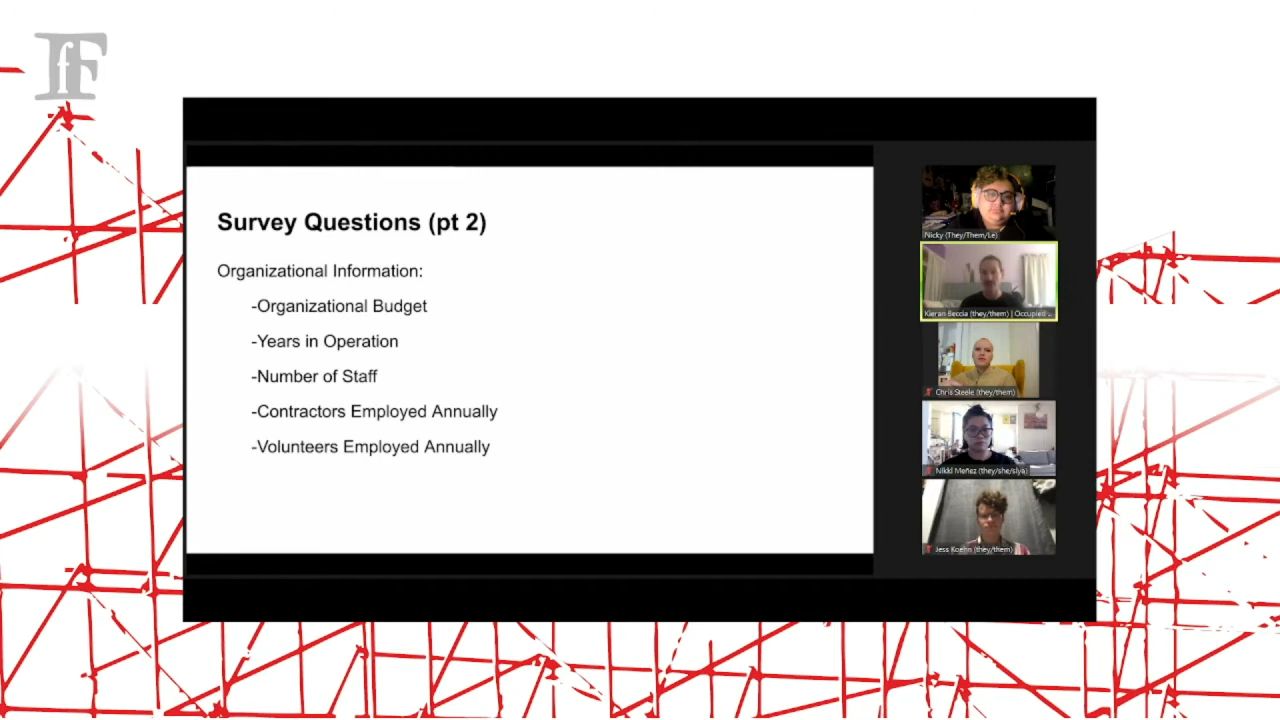 fF
Survey Questions (pt 2)
Organizational Information:
-Organizational Budget
-Years in Operation
-Number of Staff
-Contractors Employed Annually
-Volunteers Employed Annually
Nicky (They/Them/Le)
Kieran Beccia (they/them) | Occupied ...
Chris Steele (they/them)
Nikki Meñez (they/she/siya)
Jess Koehn (they/them)